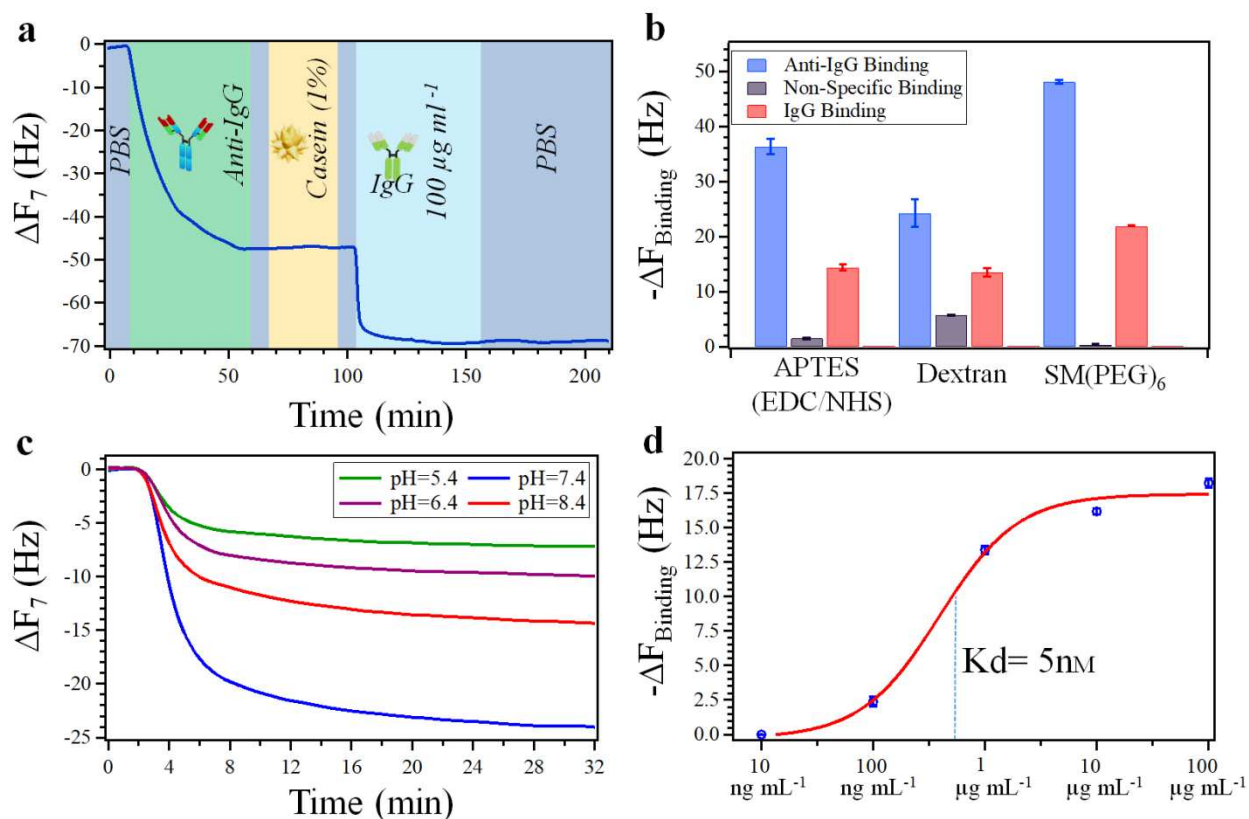 a
ΔF₇ (Hz)
0
-10
-20
-30
-40
-50
-60
-70
PBS
Anti-IgG
Casein (1%)
IgG
100 µg ml⁻¹
PBS
0
50
100
150
200
Time (min)
b
-ΔF_Binding (Hz)
50
40
30
20
10
0
Anti-IgG Binding
Non-Specific Binding
IgG Binding
APTES
(EDC/NHS)
Dextran
SM(PEG)₆
c
ΔF₇ (Hz)
0
-5
-10
-15
-20
-25
pH=5.4
pH=7.4
pH=6.4
pH=8.4
0
4
8
12
16
20
24
28
32
Time (min)
d
-ΔF_Binding (Hz)
20.0
17.5
15.0
12.5
10.0
7.5
5.0
2.5
0.0
Kd= 5nM
10
ng mL⁻¹
100
ng mL⁻¹
1
µg mL⁻¹
10
µg mL⁻¹
100
µg mL⁻¹